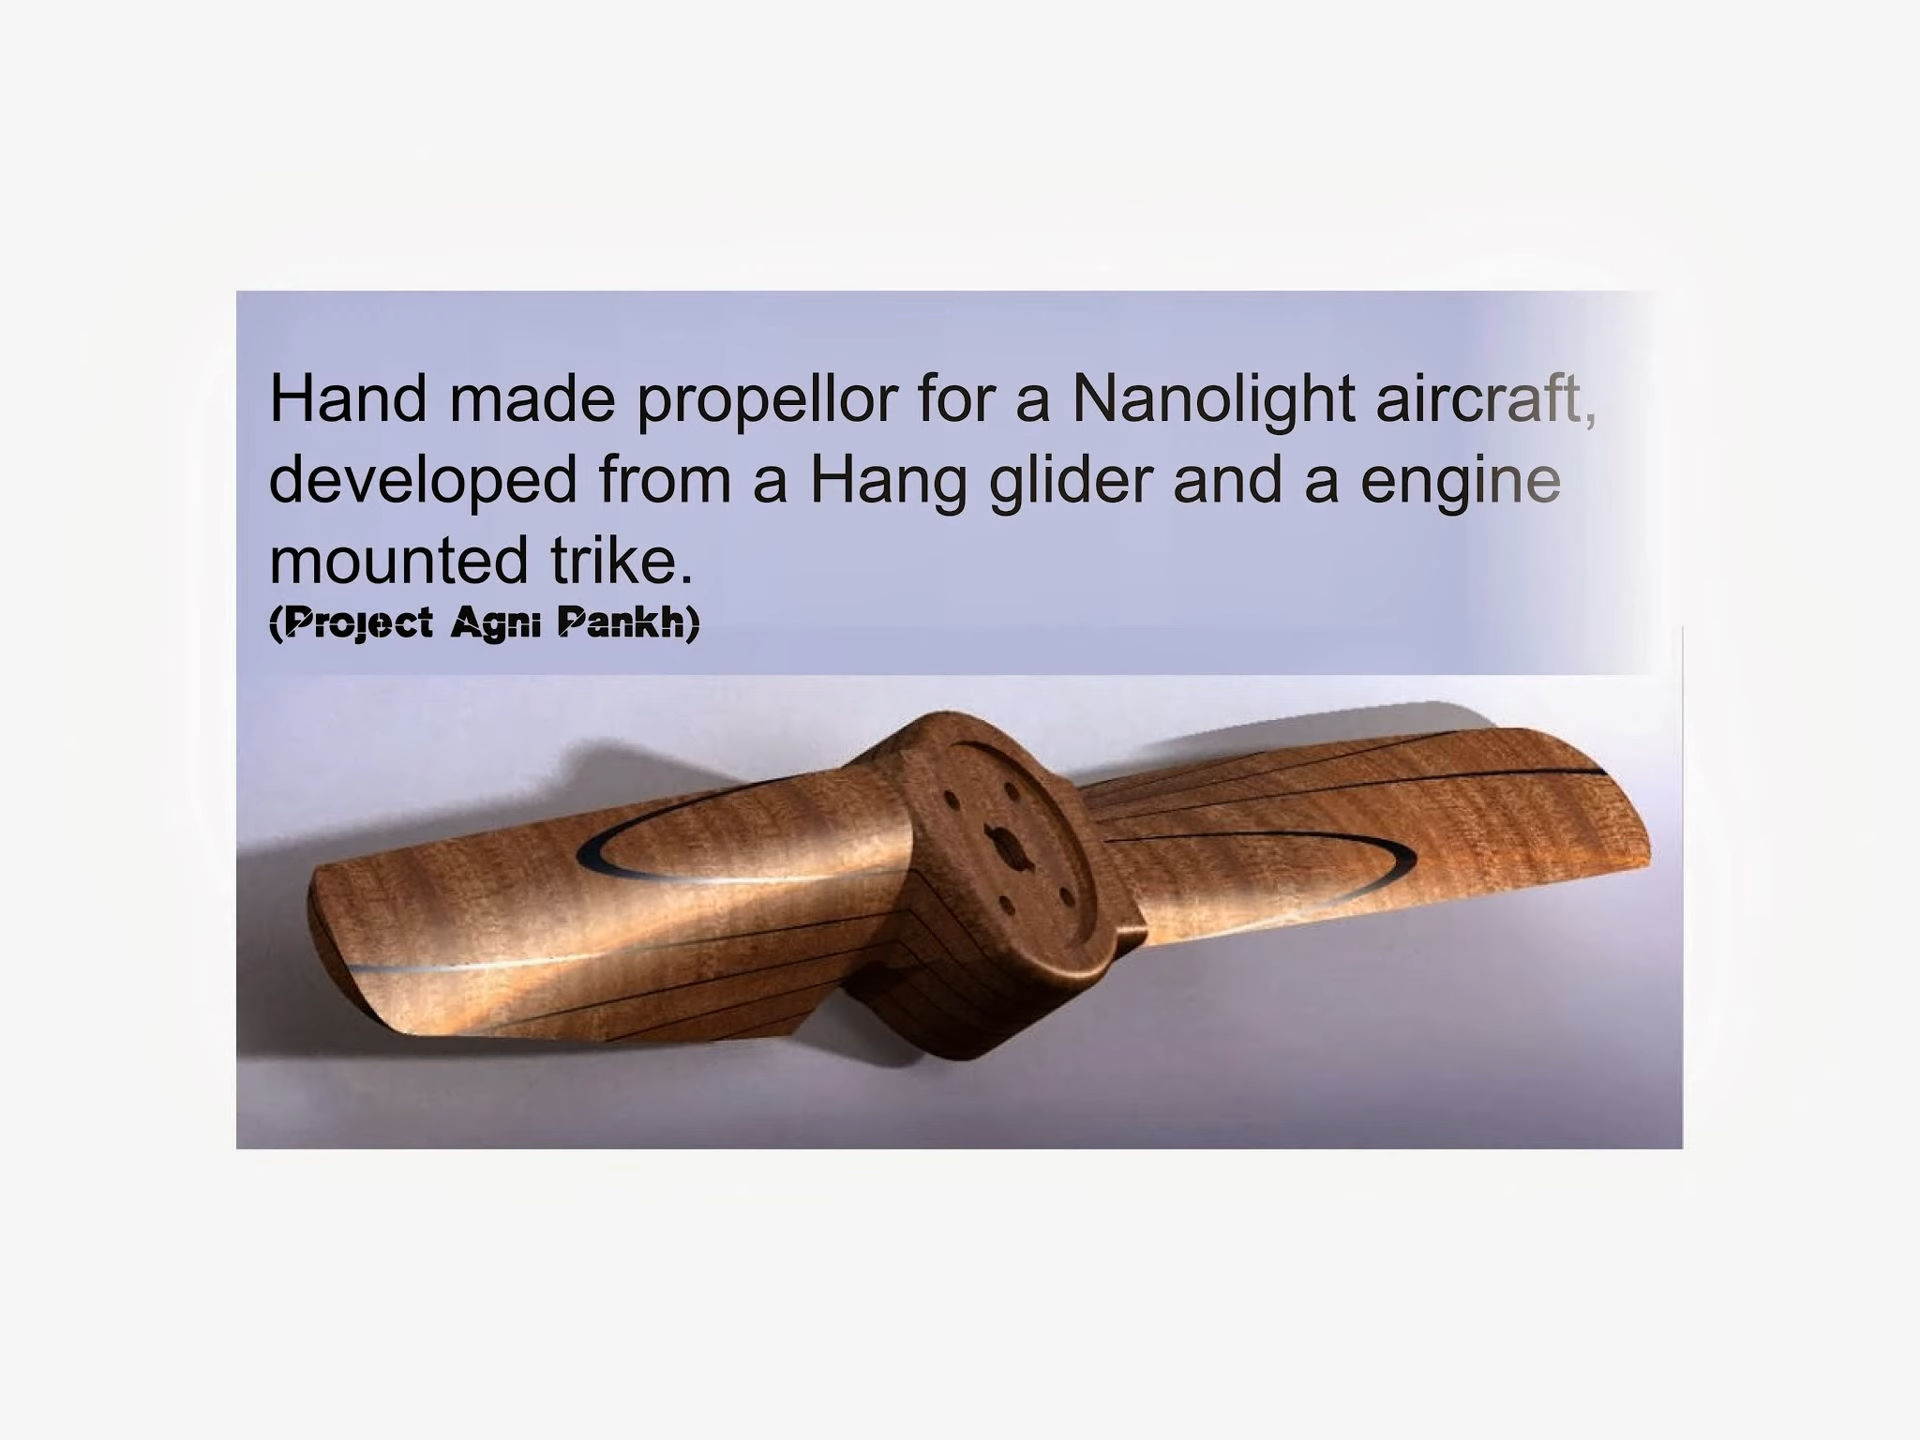 Hand made propellor for a Nanolight aircraft,
developed from a Hang glider and a engine
mounted trike.
(Project Agni Pankh)